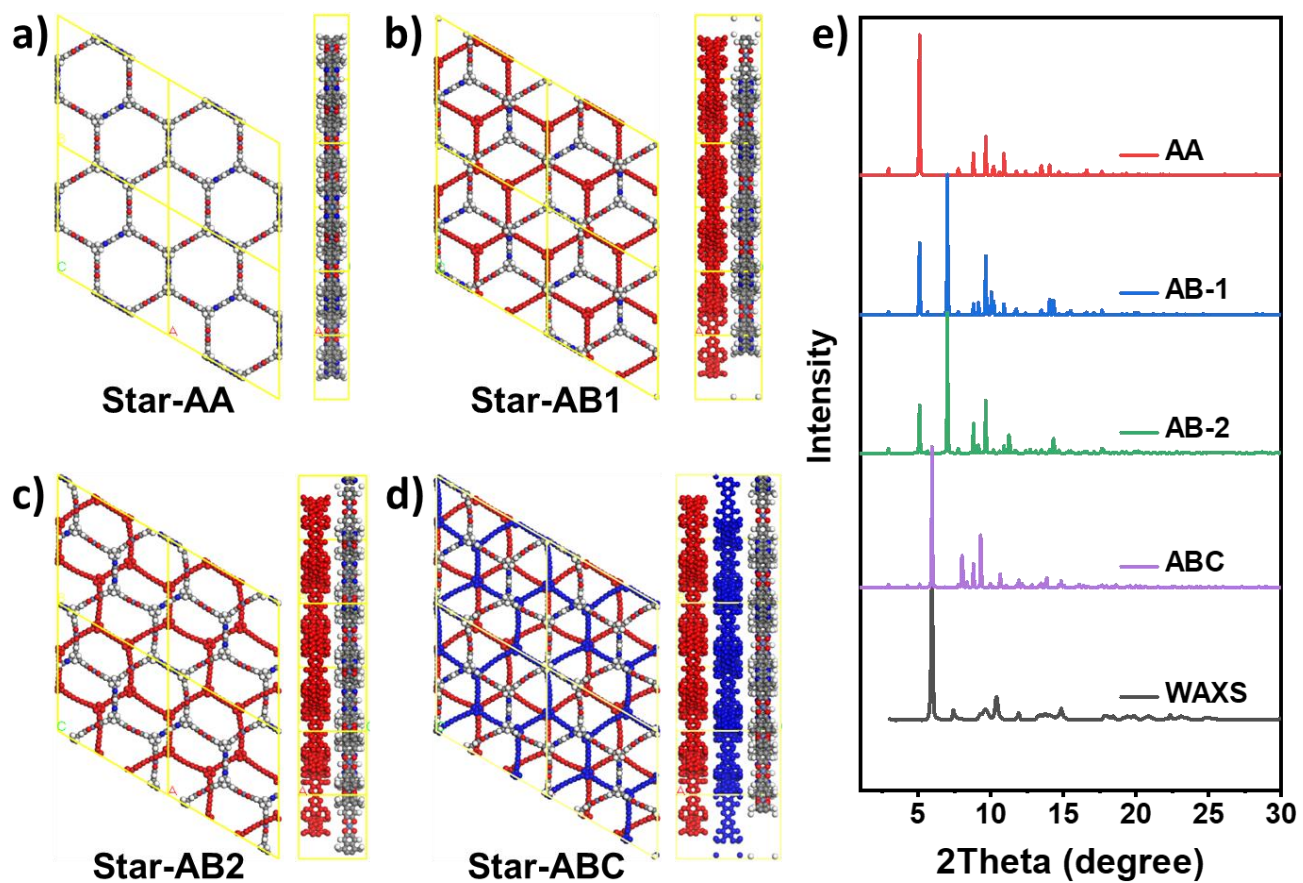 a)
b)
e)
Star-AA
Star-AB1
c)
d)
Star-AB2
Star-ABC
AA
AB-1
AB-2
ABC
WAXS
Intensity
5 10 15 20 25 30
2Theta (degree)